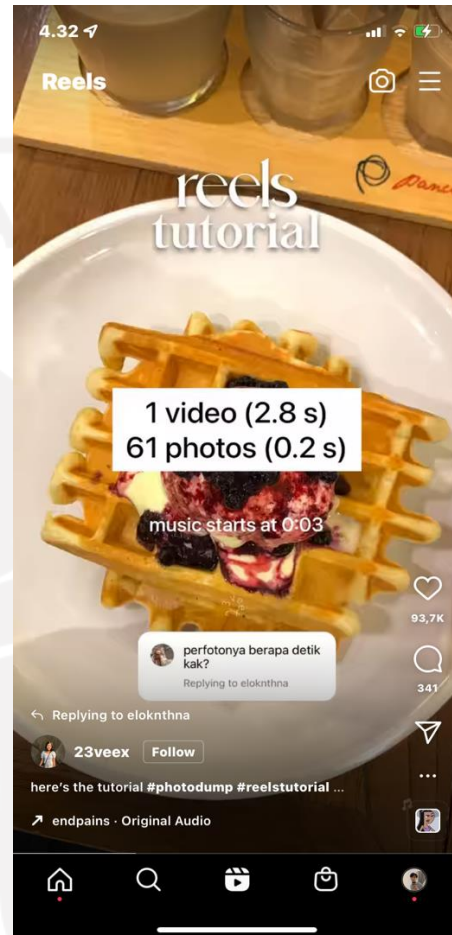 4.32
Reels
Panc
reels
tutorial
1 video (2.8 s)
61 photos (0.2 s)
music starts at 0:03
perfotonya berapa detik
kak?
Replying to eloknthna
93,7K
341
Replying to eloknthna
23veex Follow
here's the tutorial #photodump #reelstutorial ...
endpains · Original Audio